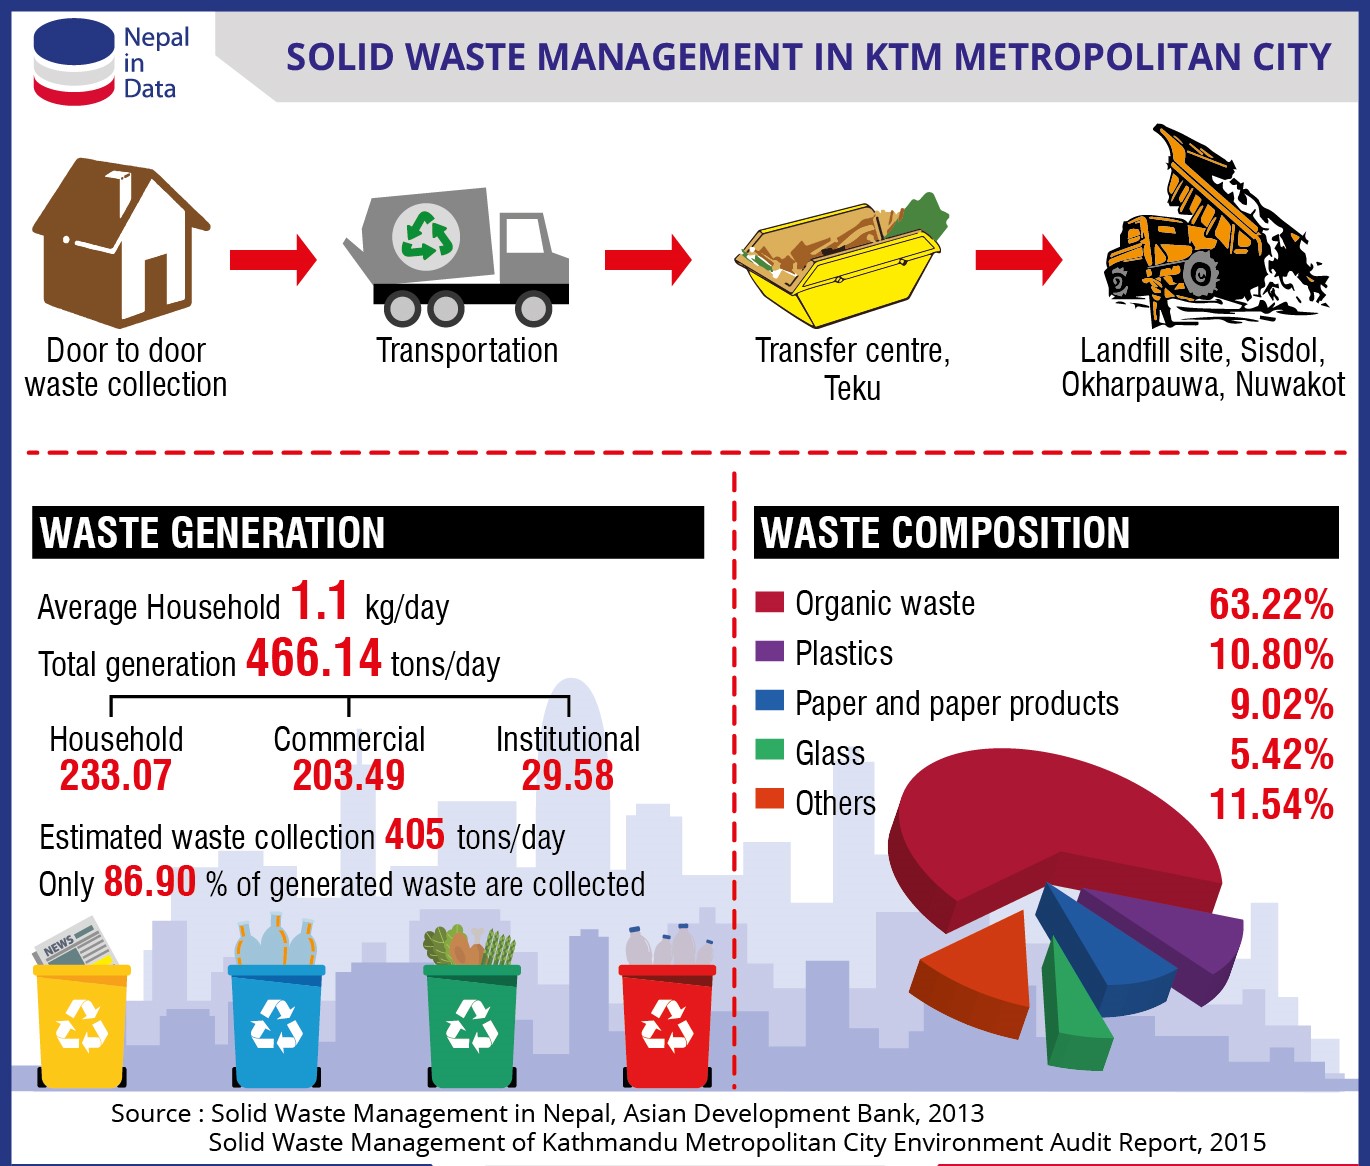 Nepal
in
Data
SOLID WASTE MANAGEMENT IN KTM METROPOLITAN CITY
Door to door
waste collection
Transportation
Transfer centre,
Teku
Landfill site, Sisdol,
Okharpauwa, Nuwakot
WASTE GENERATION
Average Household 1.1 kg/day
Total generation 466.14 tons/day
Household
233.07
Commercial
203.49
Institutional
29.58
Estimated waste collection 405 tons/day
Only 86.90 % of generated waste are collected
NEWS
WASTE COMPOSITION
Organic waste 63.22%
Plastics 10.80%
Paper and paper products 9.02%
Glass 5.42%
Others 11.54%
Source : Solid Waste Management in Nepal, Asian Development Bank, 2013
Solid Waste Management of Kathmandu Metropolitan City Environment Audit Report, 2015